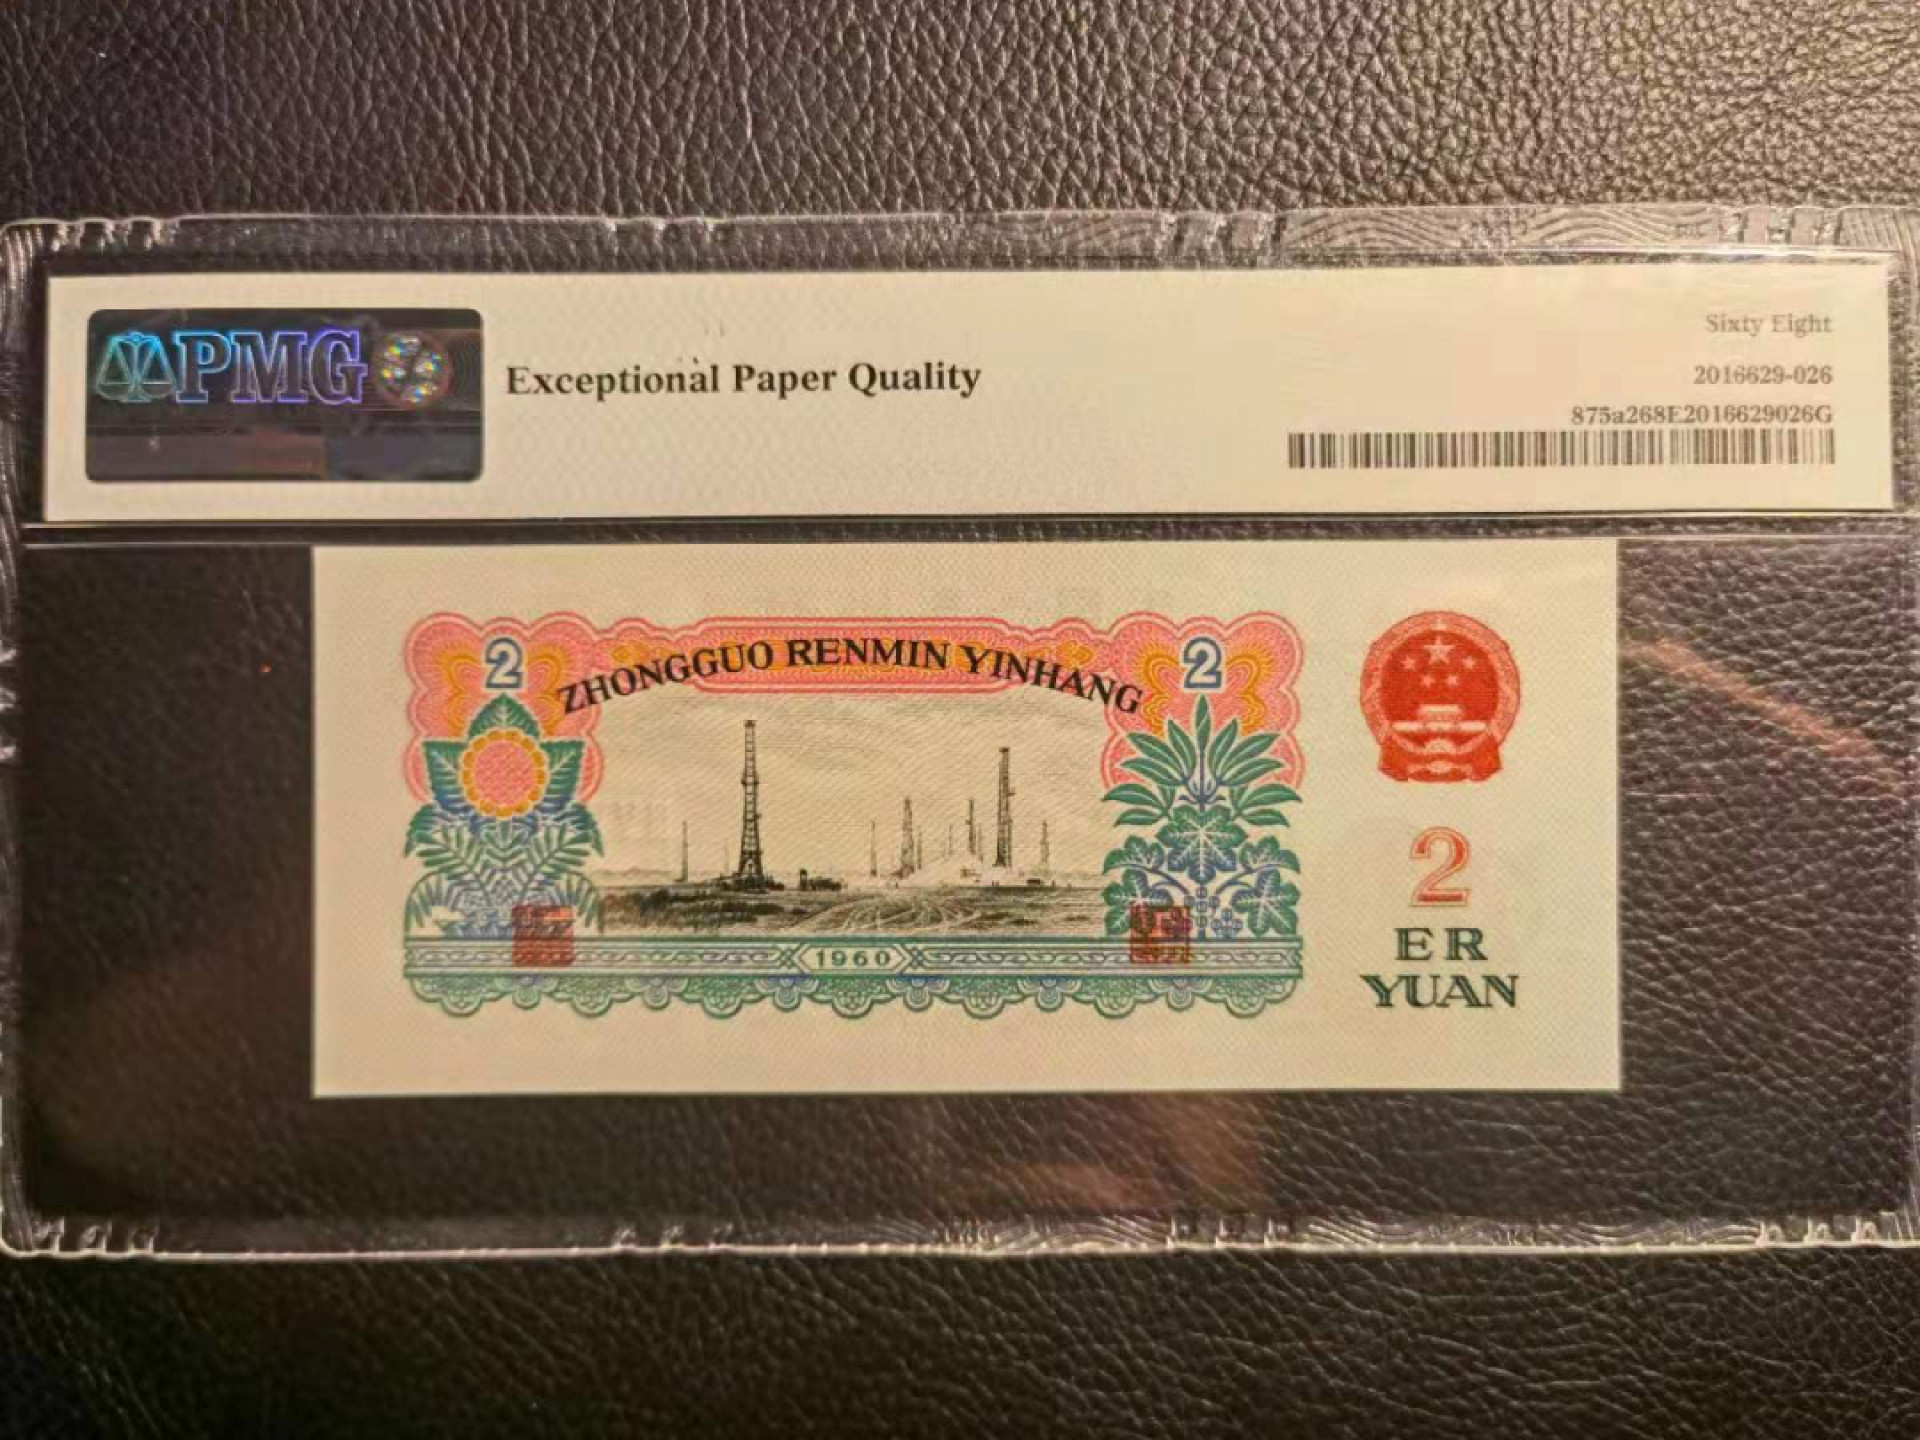 PMG
Exceptional Paper Quality
Sixty Eight
2016629-026
875a268E2016629026G
ZHONGGUO RENMIN YINHANG
2
2
1960
2
ER
YUAN